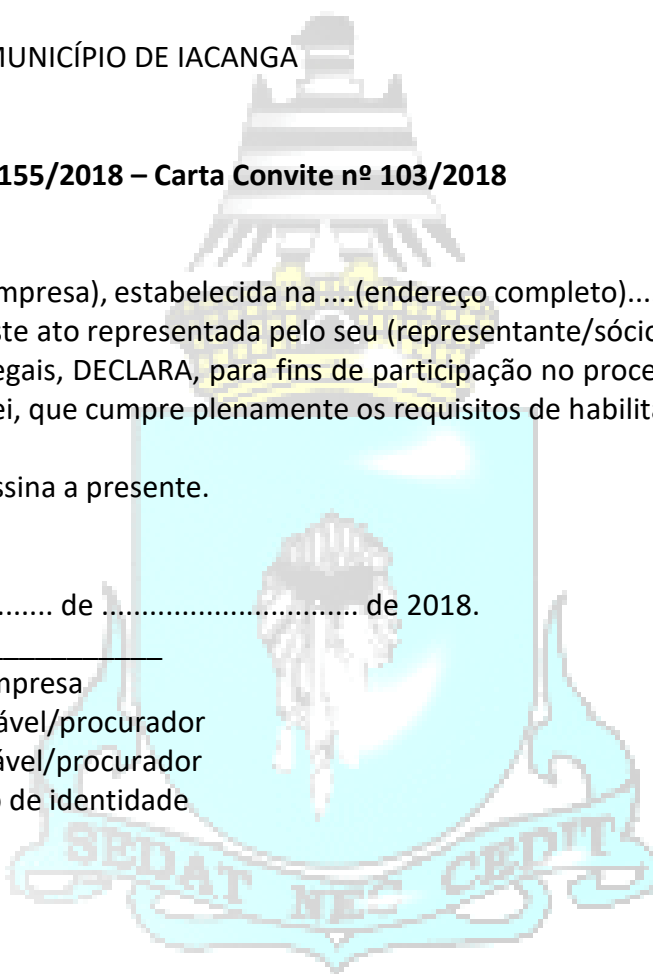 MUNICÍPIO DE IACANGA
155/2018 – Carta Convite nº 103/2018
mpresa), estabelecida na ....(endereço completo)...
ste ato representada pelo seu (representante/sócio
egais, DECLARA, para fins de participação no proce
ei, que cumpre plenamente os requisitos de habilita
ssina a presente.
....... de ................................ de 2018.
___________
mpresa
ável/procurador
ável/procurador
o de identidade
SEDAT NEC CEDIT